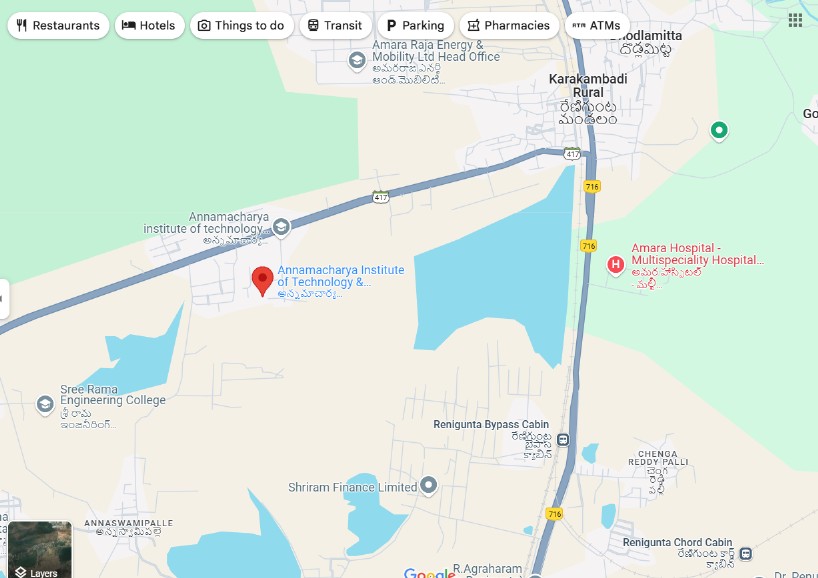 Restaurants
Hotels
Things to do
Transit
Parking
Pharmacies
ATMs
దొడ్లమిట్ట
Amara Raja Energy &
Mobility Ltd Head Office
అమరరాజ ఎనర్జీ
అండ్ మొబిలిటీ...
Karakambadi
Rural
రేణిగుంట
మండలం
Go
417
417
716
Annamacharya
institute of technology...
అన్నమాచార్య...
716
Amara Hospital -
Multispeciality Hospital...
అమర హాస్పిటల్
- మల్టీ...
Annamacharya Institute
of Technology &...
అన్నమాచార్య...
Sree Rama
Engineering College
శ్రీ రామ
ఇంజనీరింగ్...
Renigunta Bypass Cabin
రేణిగుంట
బైపాస్
క్యాబిన్
CHENGA
REDDY PALLI
చెంగ
రెడ్డి
పల్లి
Shriram Finance Limited
716
ANNASWAMIPALLE
అన్నస్వామిపల్లె
Renigunta Chord Cabin
రేణిగుంట కార్డ్
క్యాబిన్
Layers
Google
R.Agraharam